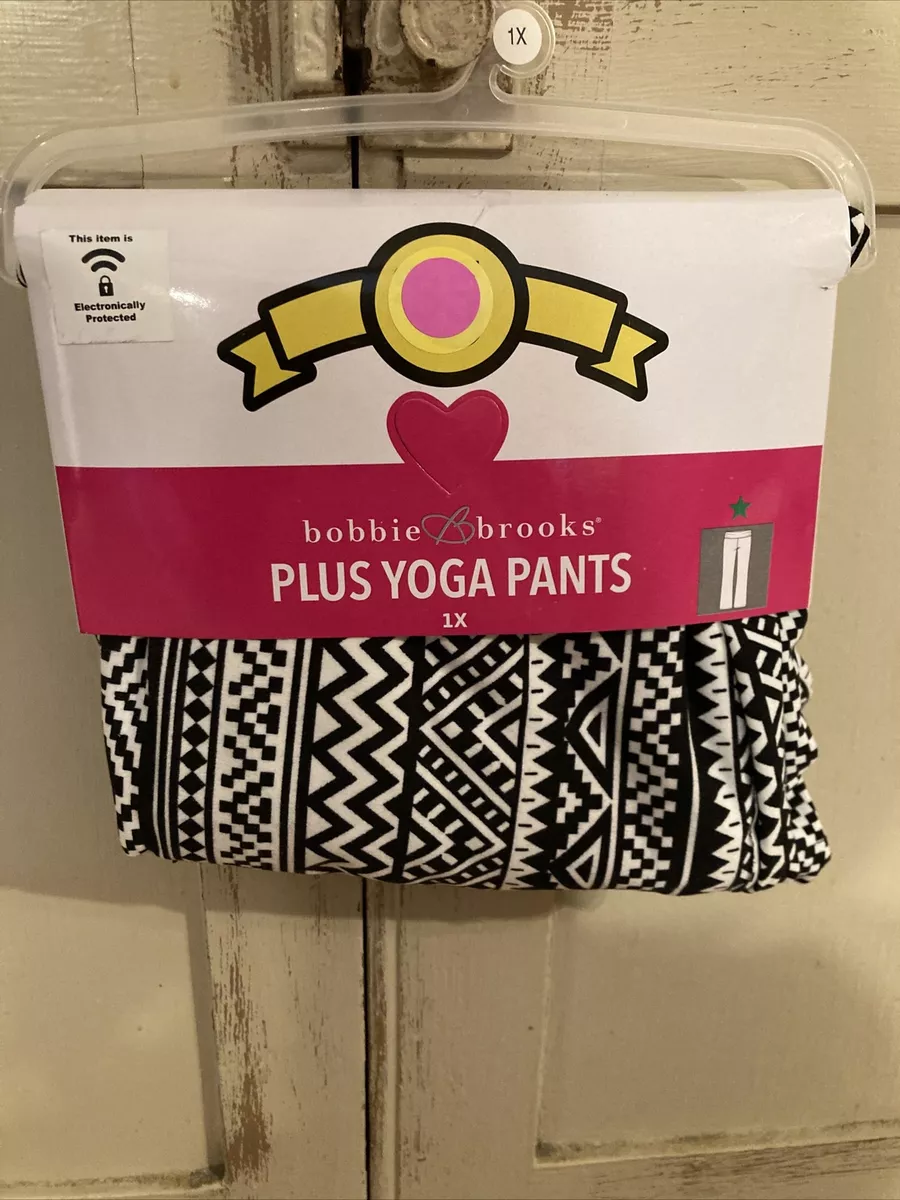 1X
This item is
Electronically
Protected
bobbie brooks®
PLUS YOGA PANTS
1X